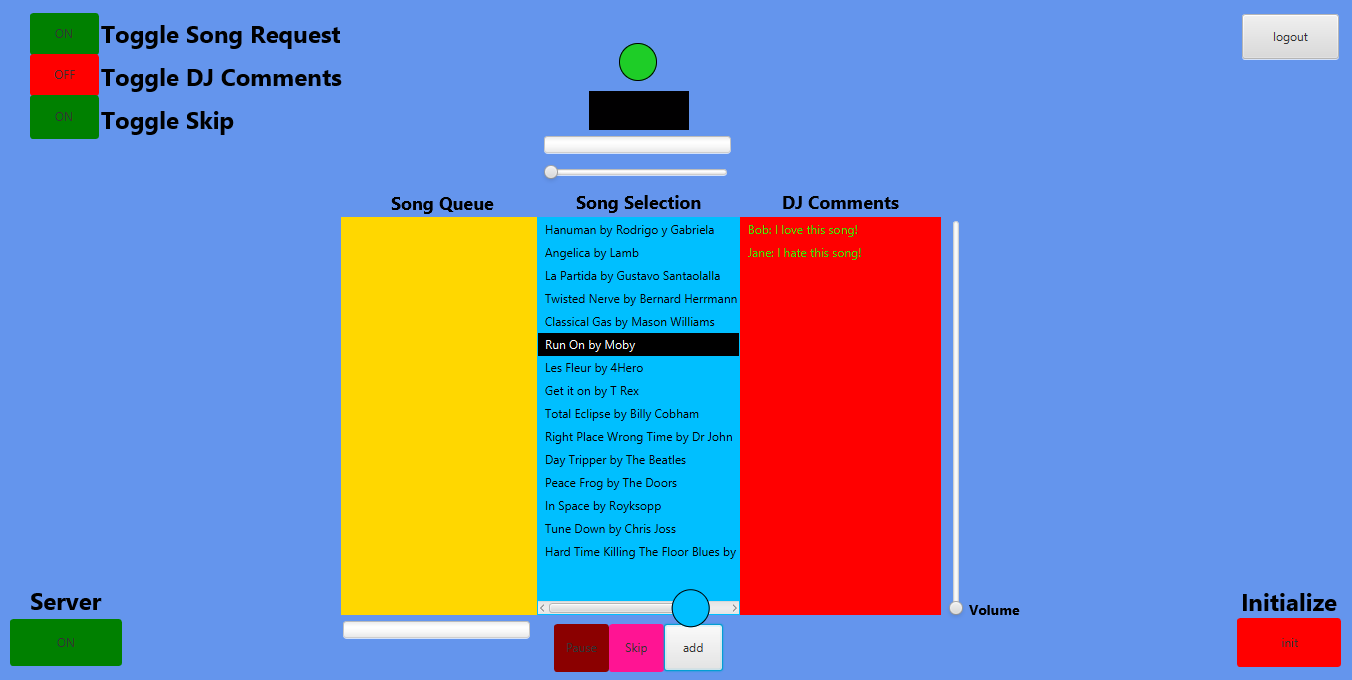 ON Toggle Song Request
logout
OFF Toggle DJ Comments
ON Toggle Skip
Song Queue
Song Selection
DJ Comments
Hanuman by Rodrigo y Gabriela
Angelica by Lamb
La Partida by Gustavo Santaolalla
Twisted Nerve by Bernard Herrmann
Classical Gas by Mason Williams
Run On by Moby
Les Fleur by 4Hero
Get it on by T Rex
Total Eclipse by Billy Cobham
Right Place Wrong Time by Dr John
Day Tripper by The Beatles
Peace Frog by The Doors
In Space by Royksopp
Tune Down by Chris Joss
Hard Time Killing The Floor Blues by
Bob: I love this song!
Jane: I hate this song!
Volume
Server
ON
Pause
Skip
add
Initialize
init